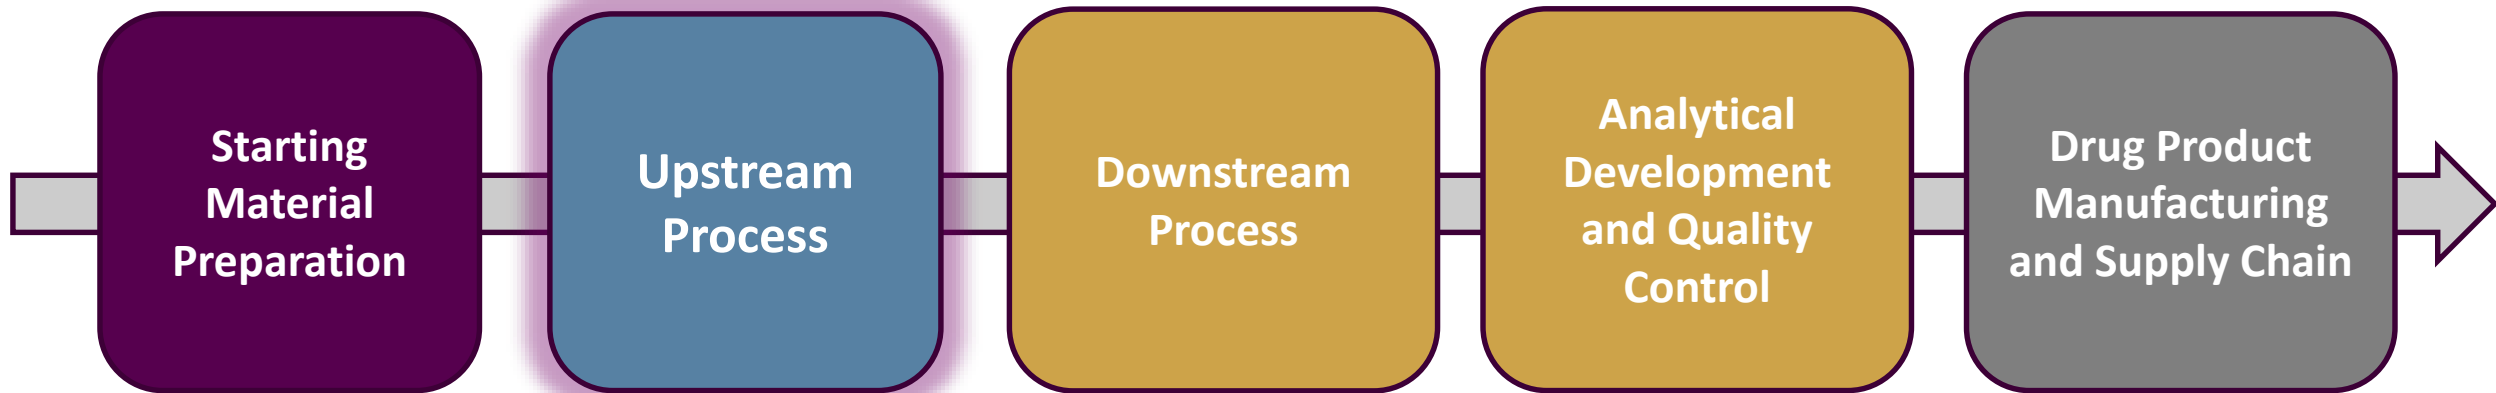 Starting
Material
Preparation
Upstream
Process
Downstream
Process
Analytical
Development
and Quality
Control
Drug Product
Manufacturing
and Supply Chain